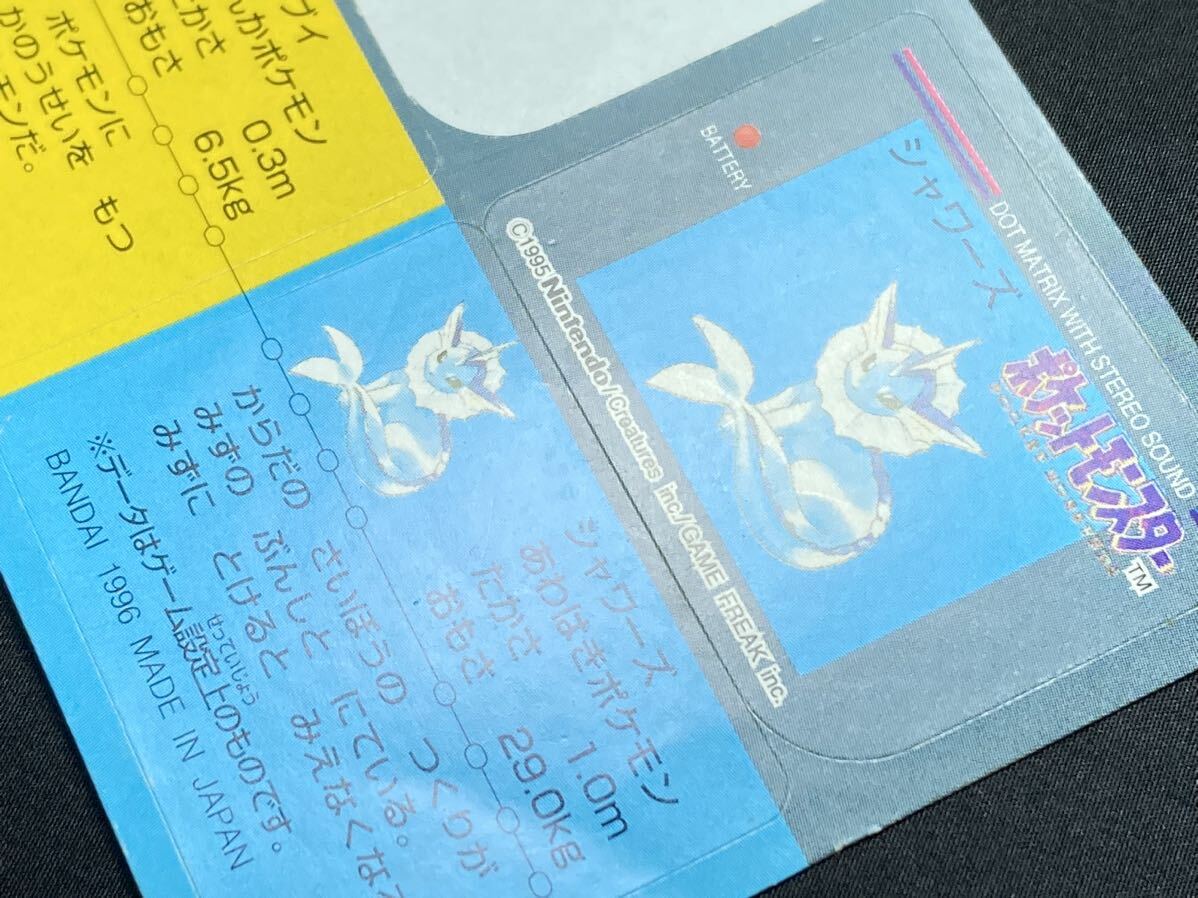 ブイ
んかポケモン
かさ 0.3m
おもさ 6.5kg
ポケモンに
かのうせいを もつ
モンだ。
BATTERY
DOT MATRIX WITH STEREO SOUND
シャワーズ
ポケットモンスター
TM
©1995 Nintendo/Creatures inc./GAME FREAK inc.
シャワーズ
あわはきポケモン
たかさ 1.0m
おもさ 29.0kg
からだの さいぼうの つくりが
みずの ぶんしと にている。
みずに とけると みえなくな
※データはゲーム設定上のものです。
せっていじょう
BANDAI 1996 MADE IN JAPAN